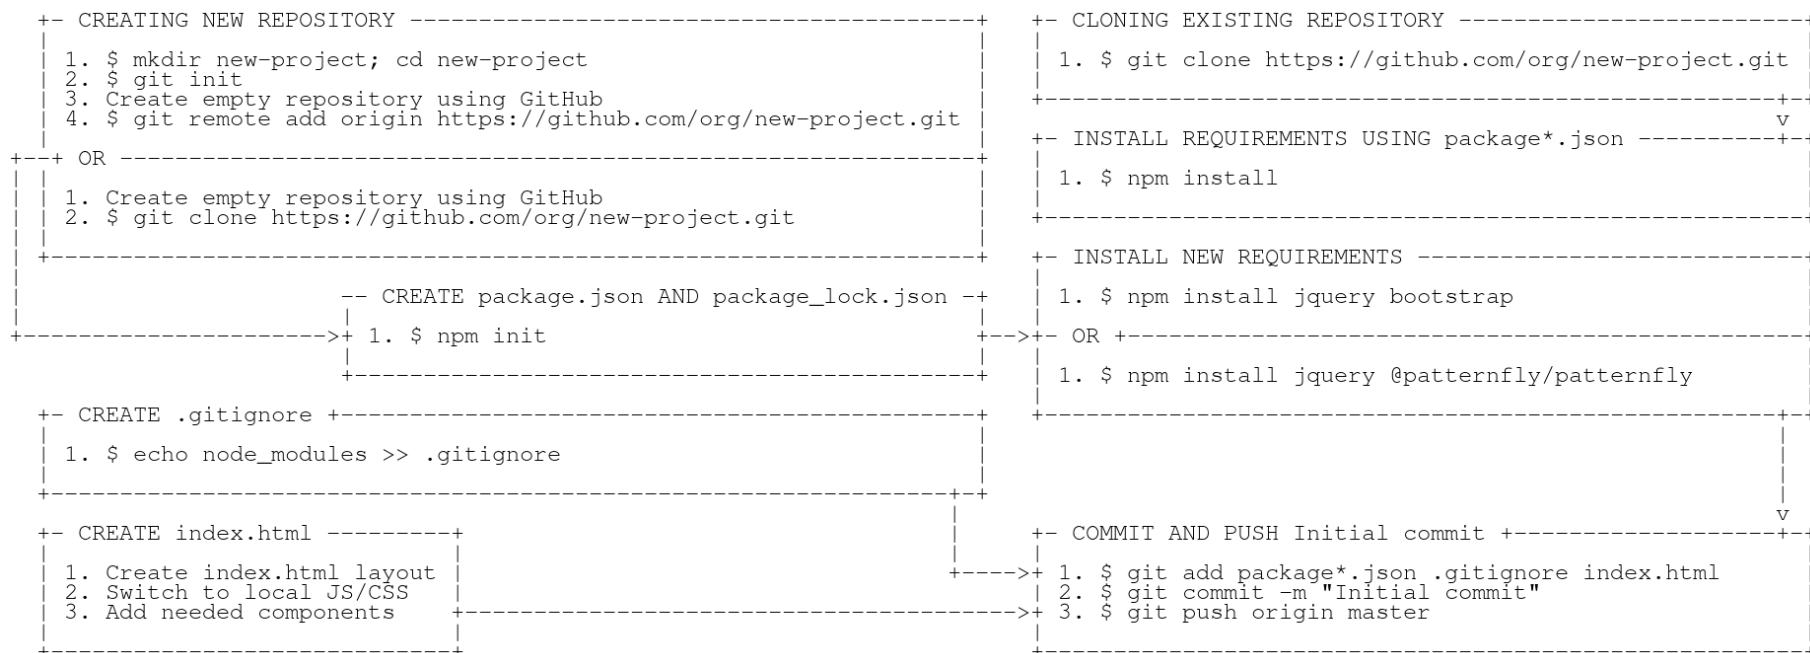 CREATING NEW REPOSITORY
1. $ mkdir new-project; cd new-project
2. $ git init
3. Create empty repository using GitHub
4. $ git remote add origin https://github.com/org/new-project.git
OR
1. Create empty repository using GitHub
2. $ git clone https://github.com/org/new-project.git
CLONING EXISTING REPOSITORY
1. $ git clone https://github.com/org/new-project.git
INSTALL REQUIREMENTS USING package*.json
1. $ npm install
CREATE package.json AND package_lock.json
1. $ npm init
INSTALL NEW REQUIREMENTS
1. $ npm install jquery bootstrap
OR
1. $ npm install jquery @patternfly/patternfly
CREATE .gitignore
1. $ echo node_modules >> .gitignore
CREATE index.html
1. Create index.html layout
2. Switch to local JS/CSS
3. Add needed components
COMMIT AND PUSH Initial commit
1. $ git add package*.json .gitignore index.html
2. $ git commit -m "Initial commit"
3. $ git push origin master